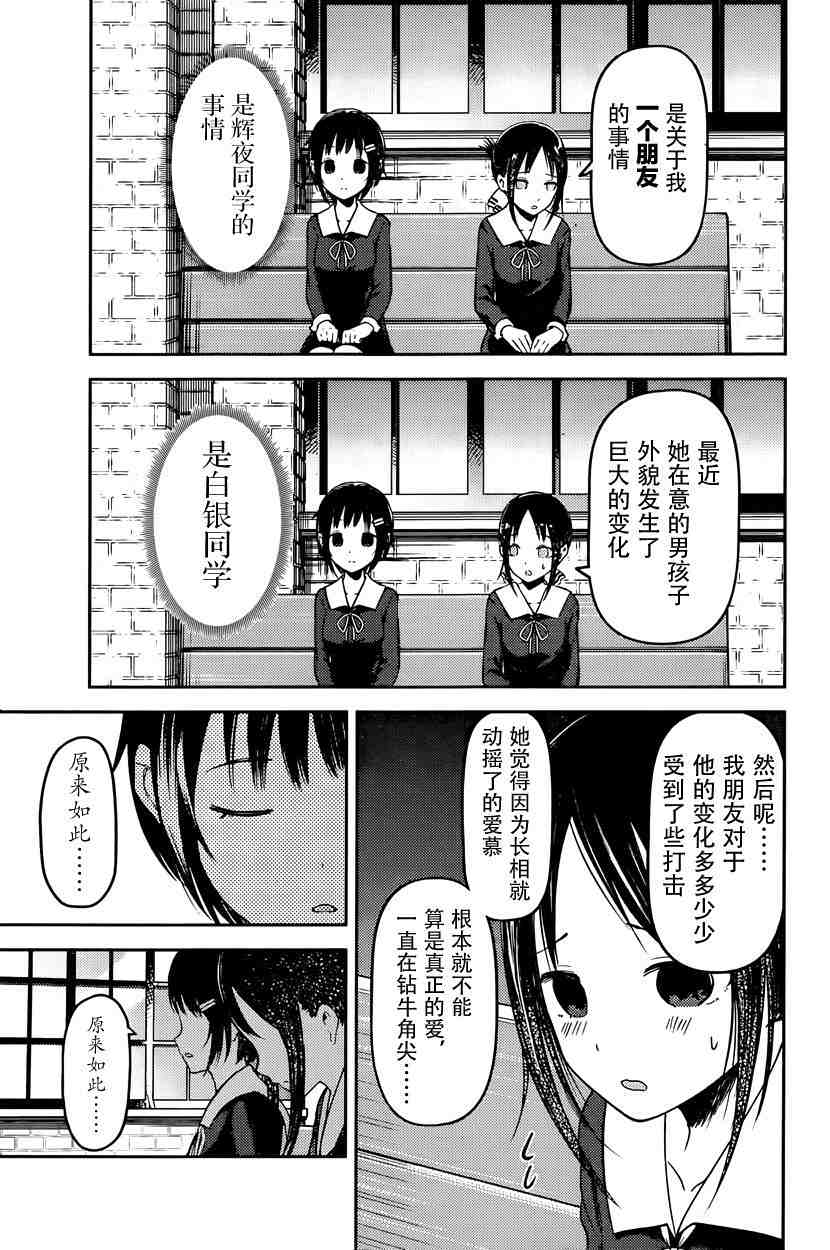 是关于我
一个朋友
的事情
是辉夜同学的
事情
最近
她在意的男孩子
外貌发生了
巨大的变化
是白银同学
然后呢……
我朋友对于
他的变化多多少少
受到了些打击
她觉得因为长相就
动摇了的爱慕
根本就不能
算是真正的爱,
一直在钻牛角尖……
原来如此……
原来如此……